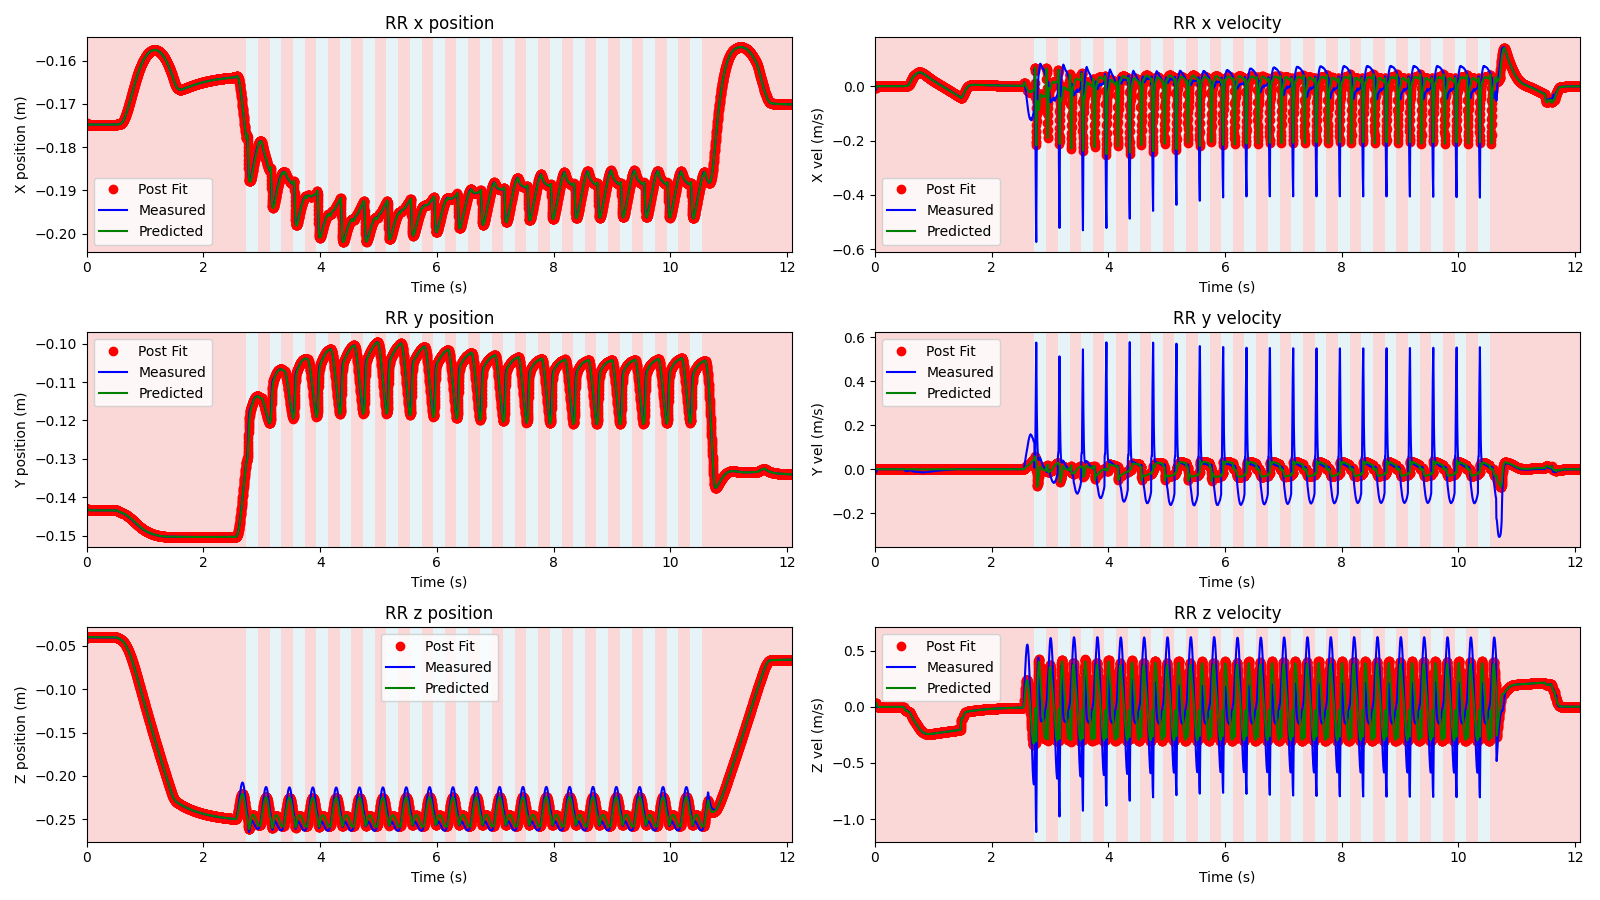 RR x position
X position (m)
−0.16
−0.17
−0.18
−0.19
−0.20
Post Fit
Measured
Predicted
0 2 4 6 8 10 12
Time (s)
RR x velocity
X vel (m/s)
0.0
−0.2
−0.4
−0.6
Post Fit
Measured
Predicted
0 2 4 6 8 10 12
Time (s)
RR y position
Y position (m)
−0.10
−0.11
−0.12
−0.13
−0.14
−0.15
Post Fit
Measured
Predicted
0 2 4 6 8 10 12
Time (s)
RR y velocity
Y vel (m/s)
0.6
0.4
0.2
0.0
−0.2
Post Fit
Measured
Predicted
0 2 4 6 8 10 12
Time (s)
RR z position
Z position (m)
−0.05
−0.10
−0.15
−0.20
−0.25
Post Fit
Measured
Predicted
0 2 4 6 8 10 12
Time (s)
RR z velocity
Z vel (m/s)
0.5
0.0
−0.5
−1.0
Post Fit
Measured
Predicted
0 2 4 6 8 10 12
Time (s)